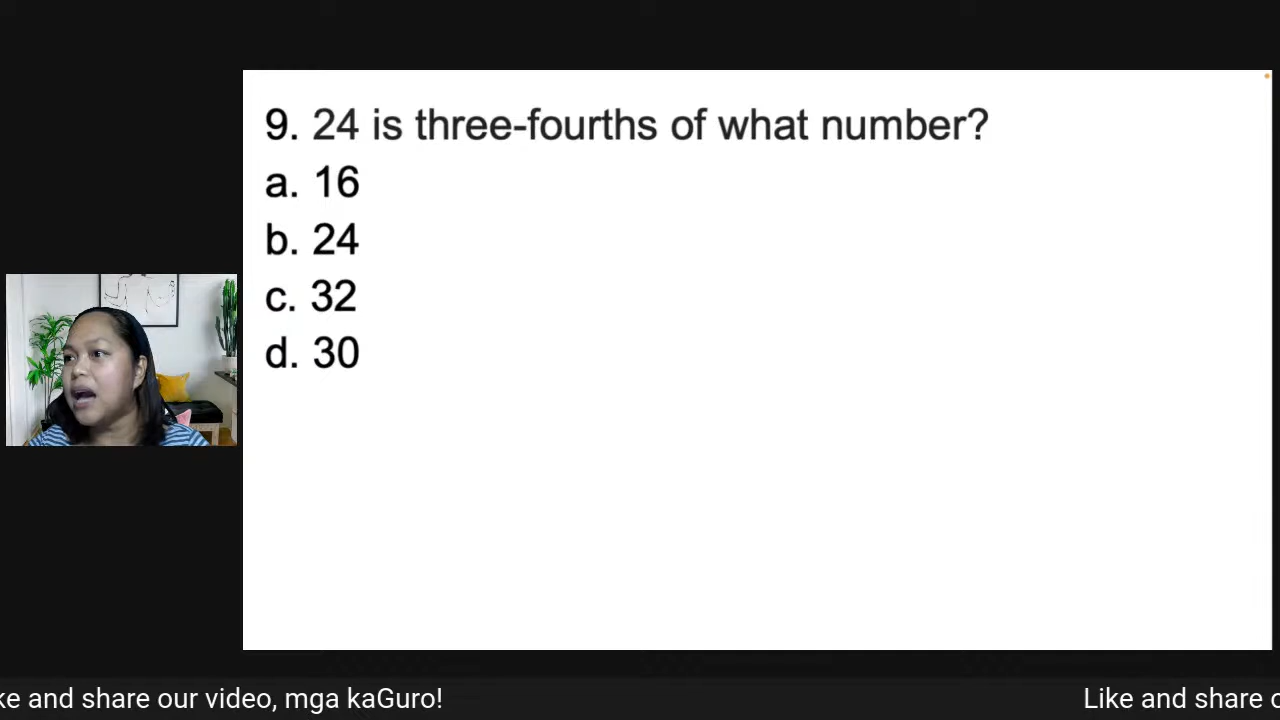 9. 24 is three-fourths of what number?
a. 16
b. 24
c. 32
d. 30
ke and share our video, mga kaGuro!
Like and share